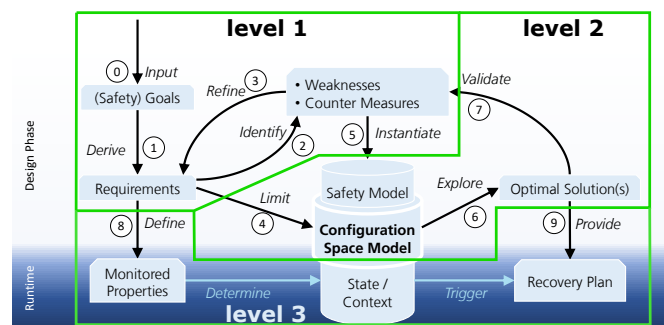 level 1
level 2
0
Input
3
• Weaknesses
• Counter Measures
Validate
7
(Safety) Goals
Refine
Identify
2
5
Instantiate
Derive
1
Design Phase
Requirements
Limit
4
Safety Model
Explore
6
Optimal Solution(s)
Configuration
Space Model
8
Define
9
Provide
Runtime
Monitored
Properties
Determine
State /
Context
Trigger
Recovery Plan
level 3